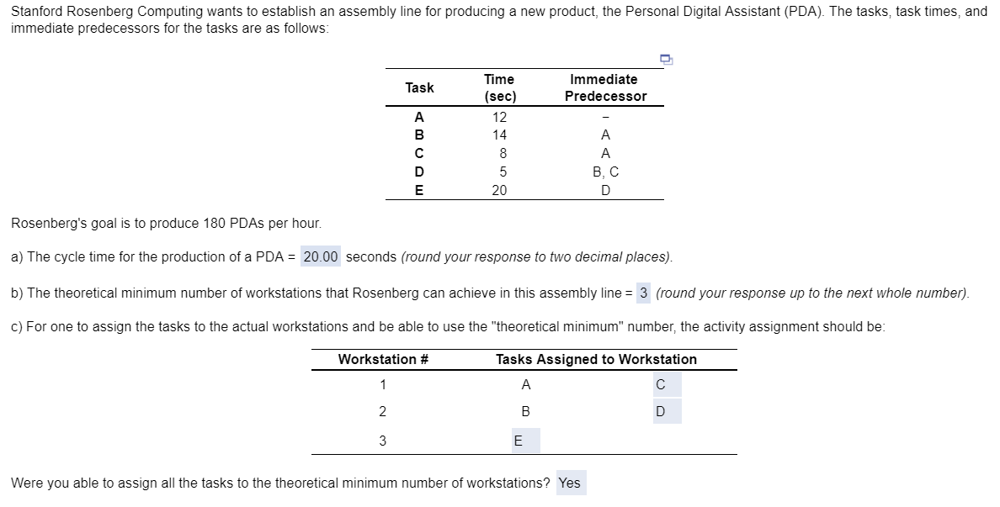 Stanford Rosenberg Computing wants to establish an assembly line for producing a new product, the Personal Digital Assistant (PDA). The tasks, task times, and
immediate predecessors for the tasks are as follows:
Task Time (sec) Immediate Predecessor
A 12 –
B 14 A
C 8 A
D 5 B, C
E 20 D
Rosenberg's goal is to produce 180 PDAs per hour.
a) The cycle time for the production of a PDA = 20.00 seconds (round your response to two decimal places).
b) The theoretical minimum number of workstations that Rosenberg can achieve in this assembly line = 3 (round your response up to the next whole number).
c) For one to assign the tasks to the actual workstations and be able to use the "theoretical minimum" number, the activity assignment should be:
Workstation # Tasks Assigned to Workstation
1 A C
2 B D
3 E
Were you able to assign all the tasks to the theoretical minimum number of workstations? Yes